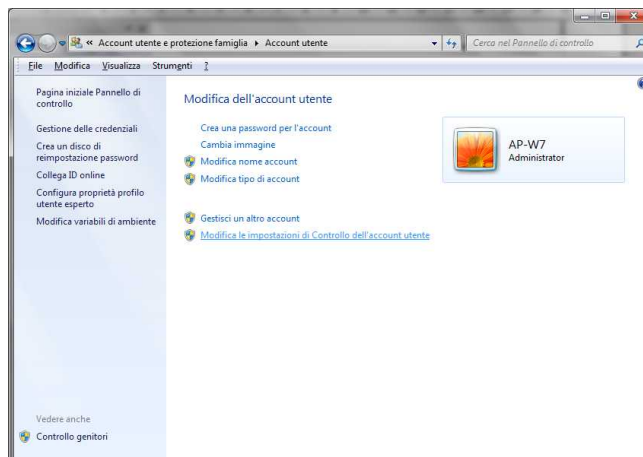 « Account utente e protezione famiglia ▸ Account utente
Cerca nel Pannello di controllo
File Modifica Visualizza Strumenti ?
Pagina iniziale Pannello di
controllo
Gestione delle credenziali
Crea un disco di
reimpostazione password
Collega ID online
Configura proprietà profilo
utente esperto
Modifica variabili di ambiente
Modifica dell'account utente
Crea una password per l'account
Cambia immagine
Modifica nome account
Modifica tipo di account
Gestisci un altro account
Modifica le impostazioni di Controllo dell'account utente
AP-W7
Administrator
Vedere anche
Controllo genitori